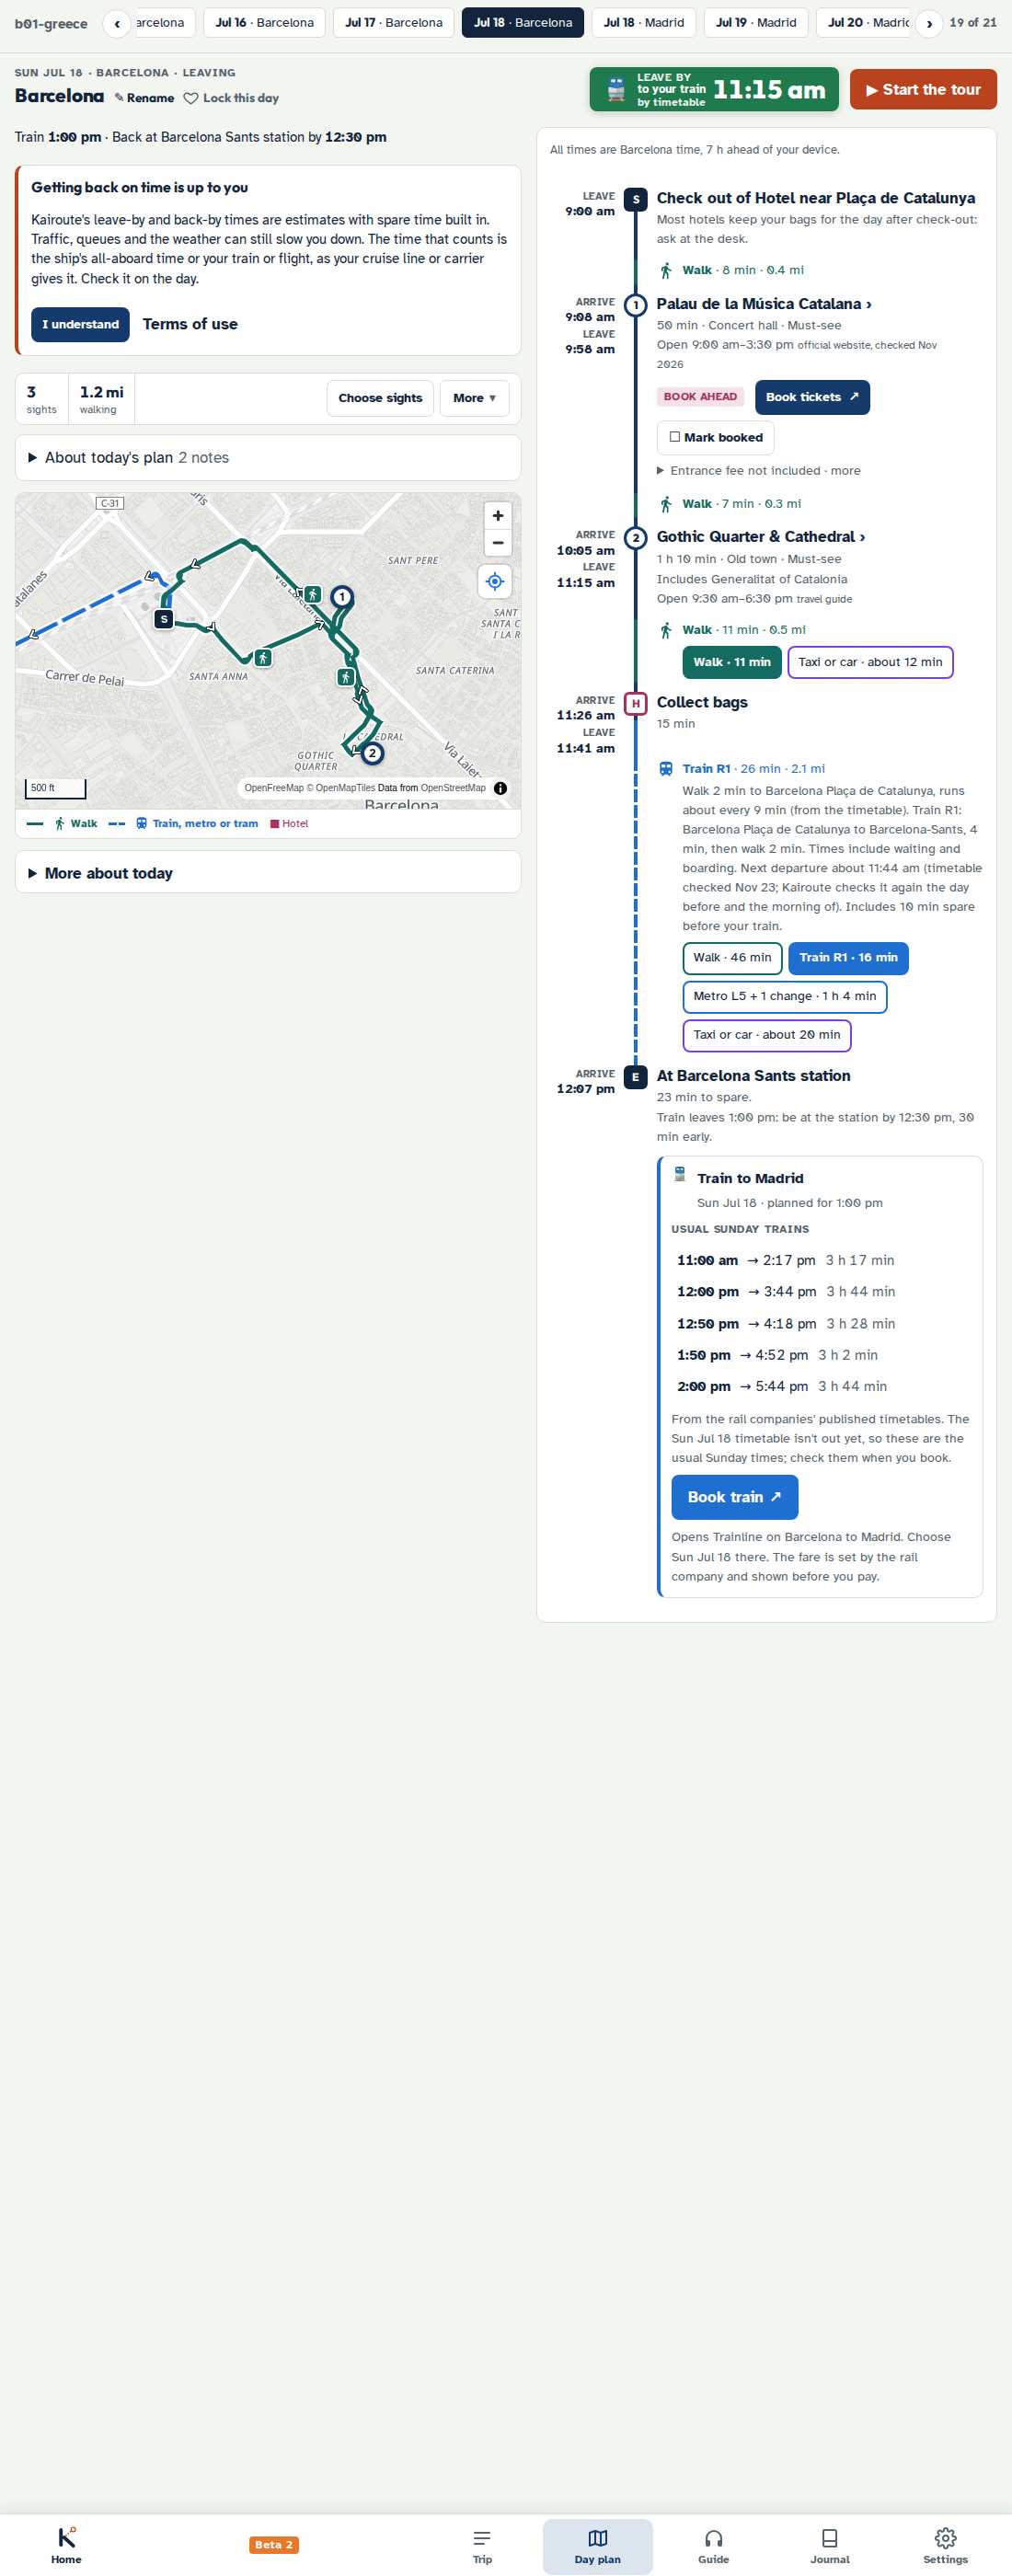 b01-greece
‹
arcelona
Jul 16 · Barcelona
Jul 17 · Barcelona
Jul 18 · Barcelona
Jul 18 · Madrid
Jul 19 · Madrid
Jul 20 · Madric
›
19 of 21
SUN JUL 18 · BARCELONA · LEAVING
Barcelona
✎ Rename
Lock this day
LEAVE BY
to your train
by timetable
11:15 am
▶ Start the tour
Train 1:00 pm · Back at Barcelona Sants station by 12:30 pm
Getting back on time is up to you
Kairoute's leave-by and back-by times are estimates with spare time built in.
Traffic, queues and the weather can still slow you down. The time that counts is
the ship's all-aboard time or your train or flight, as your cruise line or carrier
gives it. Check it on the day.
I understand
Terms of use
3
sights
1.2 mi
walking
Choose sights
More ▼
▶ About today's plan 2 notes
C-31
ıris
SANT PERE
atalanes
Via Laietana
1
S
SANT
SANTA C
I LA R
SANTA ANNA
SANTA CATERINA
Carrer de Pelai
CATEDRAL
GOTHIC
QUARTER
2
Via Laiet
+
−
500 ft
OpenFreeMap © OpenMapTiles Data from OpenStreetMap
Barcelona
Walk
Train, metro or tram
Hotel
▶ More about today
All times are Barcelona time, 7 h ahead of your device.
LEAVE
9:00 am
S
Check out of Hotel near Plaça de Catalunya
Most hotels keep your bags for the day after check-out:
ask at the desk.
Walk · 8 min · 0.4 mi
ARRIVE
9:08 am
LEAVE
9:58 am
1
Palau de la Música Catalana ›
50 min · Concert hall · Must-see
Open 9:00 am–3:30 pm official website, checked Nov
2026
BOOK AHEAD
Book tickets ↗
☐ Mark booked
▶ Entrance fee not included · more
Walk · 7 min · 0.3 mi
ARRIVE
10:05 am
LEAVE
11:15 am
2
Gothic Quarter & Cathedral ›
1 h 10 min · Old town · Must-see
Includes Generalitat of Catalonia
Open 9:30 am–6:30 pm travel guide
Walk · 11 min · 0.5 mi
Walk · 11 min
Taxi or car · about 12 min
ARRIVE
11:26 am
LEAVE
11:41 am
H
Collect bags
15 min
Train R1 · 26 min · 2.1 mi
Walk 2 min to Barcelona Plaça de Catalunya, runs
about every 9 min (from the timetable). Train R1:
Barcelona Plaça de Catalunya to Barcelona-Sants, 4
min, then walk 2 min. Times include waiting and
boarding. Next departure about 11:44 am (timetable
checked Nov 23; Kairoute checks it again the day
before and the morning of). Includes 10 min spare
before your train.
Walk · 46 min
Train R1 · 16 min
Metro L5 + 1 change · 1 h 4 min
Taxi or car · about 20 min
ARRIVE
12:07 pm
E
At Barcelona Sants station
23 min to spare.
Train leaves 1:00 pm: be at the station by 12:30 pm, 30
min early.
Train to Madrid
Sun Jul 18 · planned for 1:00 pm
USUAL SUNDAY TRAINS
11:00 am → 2:17 pm 3 h 17 min
12:00 pm → 3:44 pm 3 h 44 min
12:50 pm → 4:18 pm 3 h 28 min
1:50 pm → 4:52 pm 3 h 2 min
2:00 pm → 5:44 pm 3 h 44 min
From the rail companies' published timetables. The
Sun Jul 18 timetable isn't out yet, so these are the
usual Sunday times; check them when you book.
Book train ↗
Opens Trainline on Barcelona to Madrid. Choose
Sun Jul 18 there. The fare is set by the rail
company and shown before you pay.
Home
Beta 2
Trip
Day plan
Guide
Journal
Settings